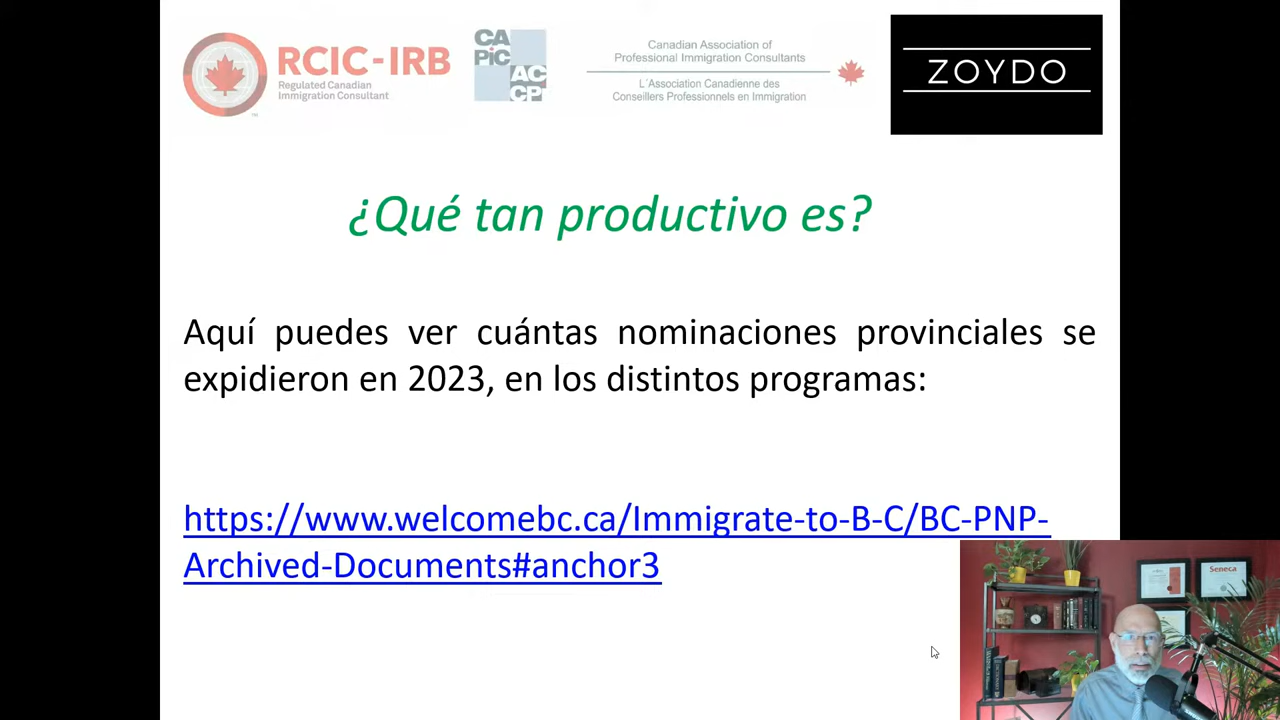 RCIC-IRB
Regulated Canadian
Immigration Consultant
CA
PiC
AC
CP
Canadian Association of
Professional Immigration Consultants
L´Association Canadienne des
Conseillers Professionnels en Immigration
ZOYDO
¿Qué tan productivo es?
Aquí puedes ver cuántas nominaciones provinciales se
expidieron en 2023, en los distintos programas:
https://www.welcomebc.ca/Immigrate-to-B-C/BC-PNP-
Archived-Documents#anchor3
Seneca